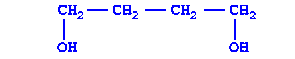 CH₂ — CH₂ — CH₂ — CH₂
OH OH